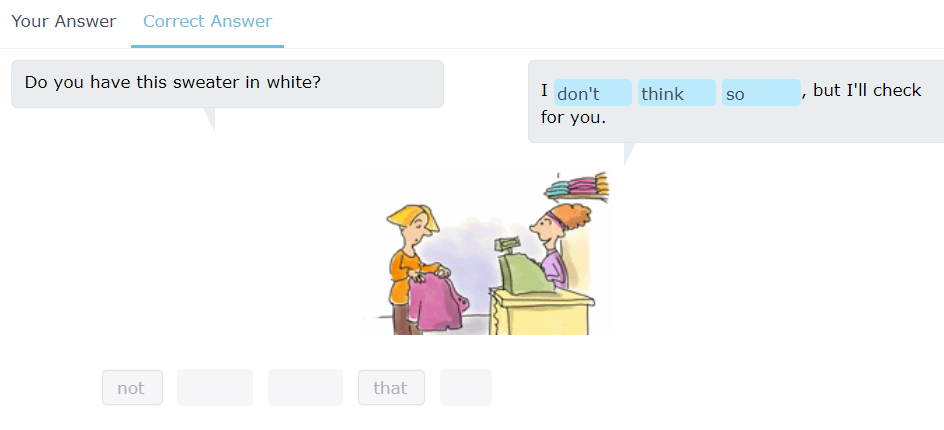 Your Answer Correct Answer
Do you have this sweater in white?
I don't think so, but I'll check
for you.
not that